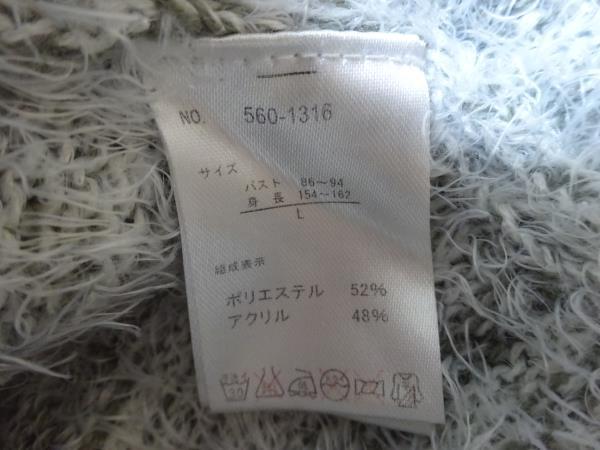 NO. 560-1316
サイズ
バスト 86～94
身長 154～162
L
組成表示
ポリエステル 52%
アクリル 48%
30